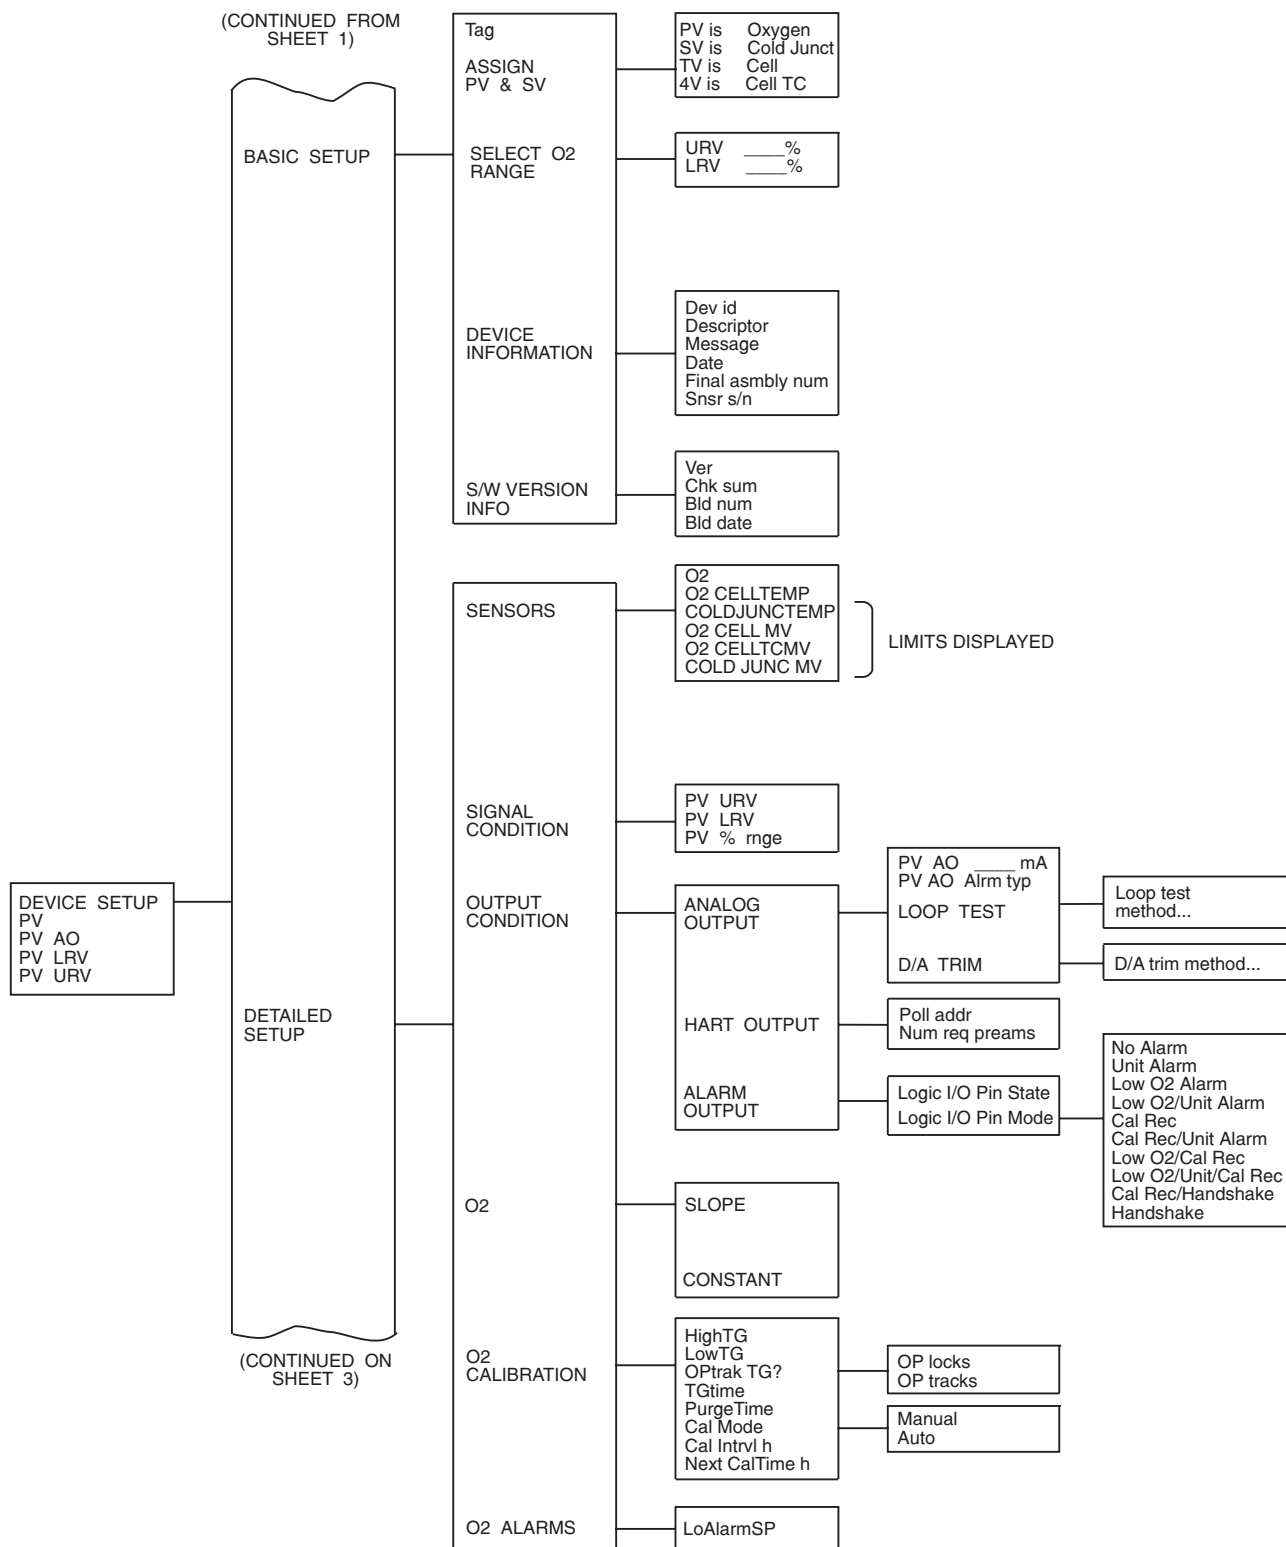 (CONTINUED FROM
SHEET 1)
DEVICE SETUP
PV
PV AO
PV LRV
PV URV
BASIC SETUP
Tag
ASSIGN
PV & SV
PV is Oxygen
SV is Cold Junct
TV is Cell
4V is Cell TC
SELECT O2
RANGE
URV ____%
LRV ____%
DEVICE
INFORMATION
Dev id
Descriptor
Message
Date
Final asmbly num
Snsr s/n
S/W VERSION
INFO
Ver
Chk sum
Bld num
Bld date
DETAILED
SETUP
SENSORS
O2
O2 CELLTEMP
COLDJUNCTEMP
O2 CELL MV
O2 CELLTCMV
COLD JUNC MV
LIMITS DISPLAYED
SIGNAL
CONDITION
PV URV
PV LRV
PV % rnge
OUTPUT
CONDITION
ANALOG
OUTPUT
PV AO ____ mA
PV AO Alrm typ
LOOP TEST
Loop test
method...
D/A TRIM
D/A trim method...
HART OUTPUT
Poll addr
Num req preams
ALARM
OUTPUT
Logic I/O Pin State
Logic I/O Pin Mode
No Alarm
Unit Alarm
Low O2 Alarm
Low O2/Unit Alarm
Cal Rec
Cal Rec/Unit Alarm
Low O2/Cal Rec
Low O2/Unit/Cal Rec
Cal Rec/Handshake
Handshake
O2
SLOPE
CONSTANT
O2
CALIBRATION
HighTG
LowTG
OPtrak TG?
TGtime
PurgeTime
Cal Mode
Cal Intrvl h
Next CalTime h
OP locks
OP tracks
Manual
Auto
O2 ALARMS
LoAlarmSP
(CONTINUED ON
SHEET 3)